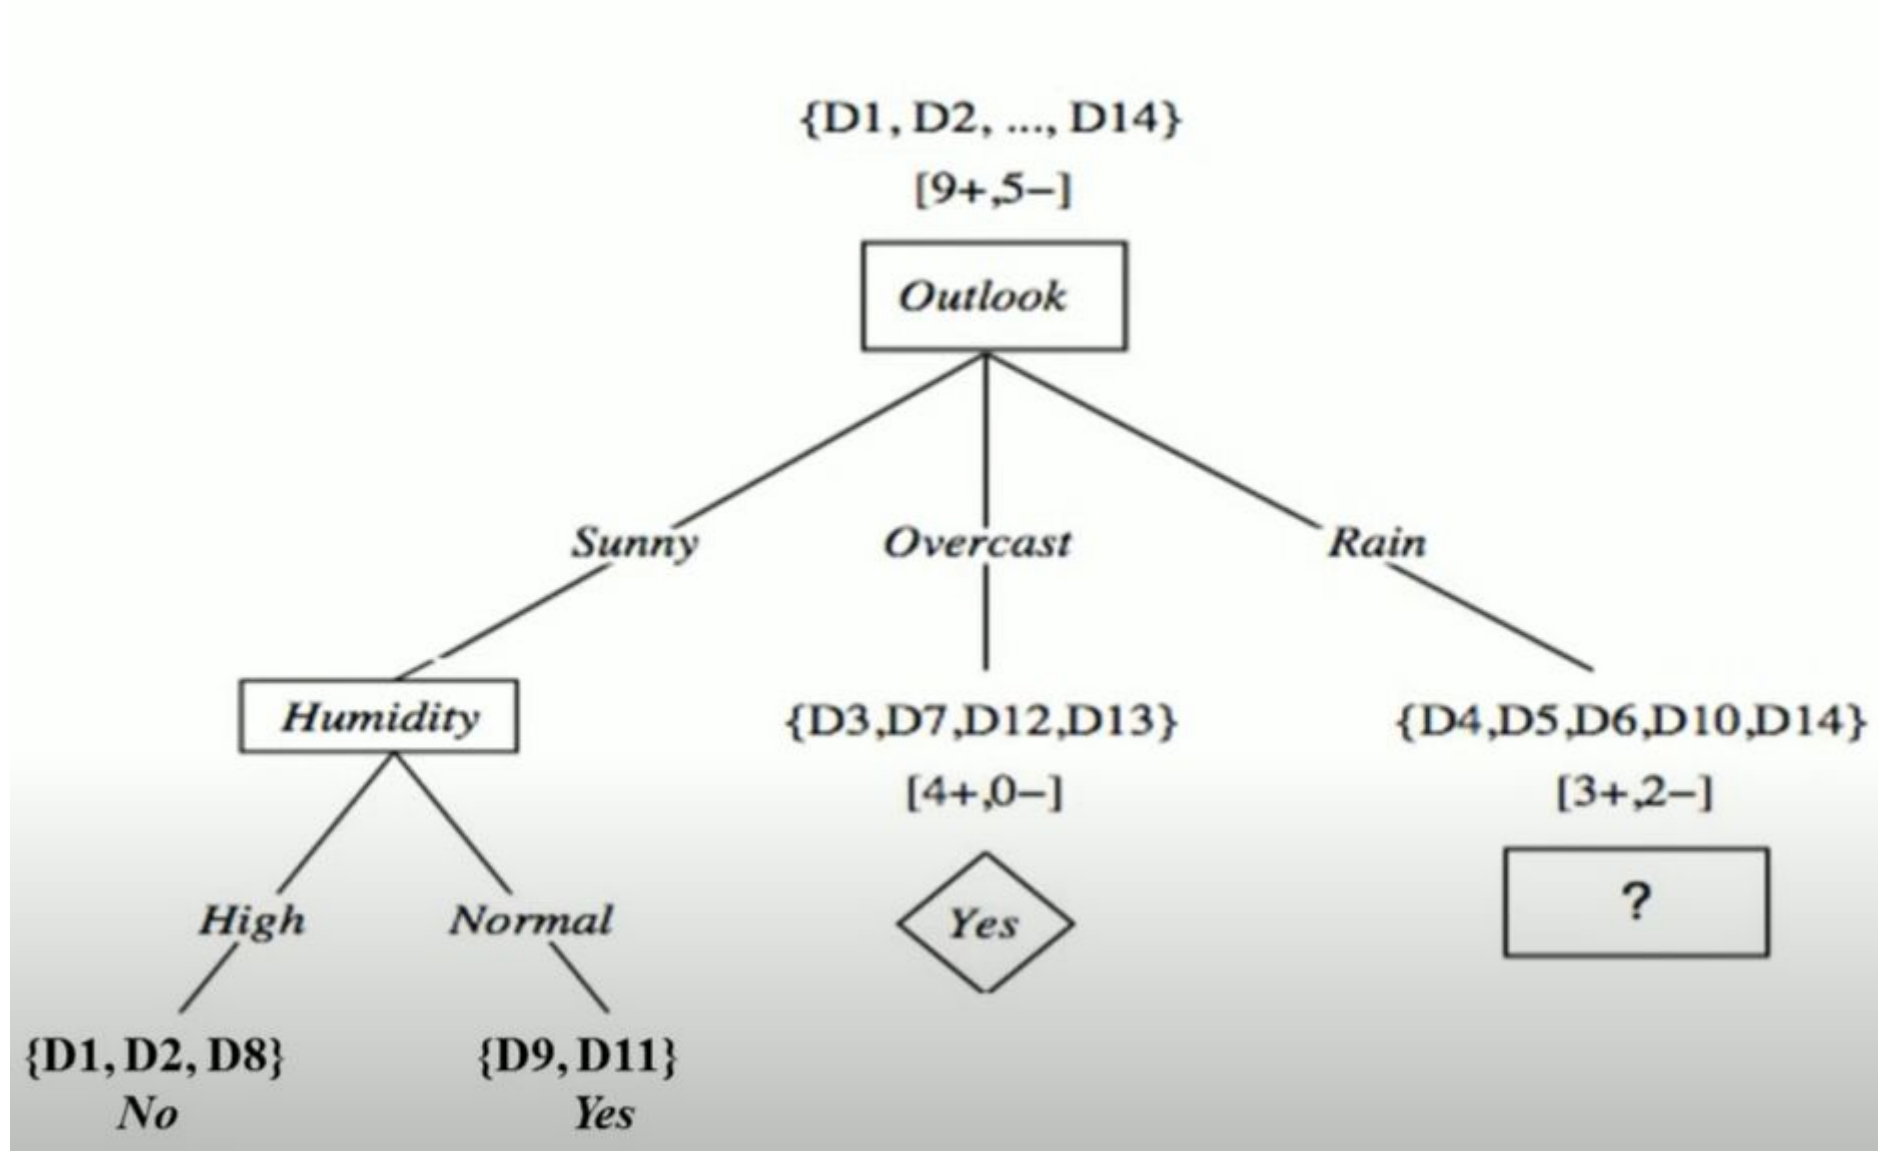 {D1, D2, ..., D14}
[9+,5−]
Outlook
Sunny
Overcast
Rain
Humidity
{D3,D7,D12,D13}
{D4,D5,D6,D10,D14}
[4+,0−]
[3+,2−]
High
Normal
Yes
?
{D1, D2, D8}
{D9, D11}
No
Yes